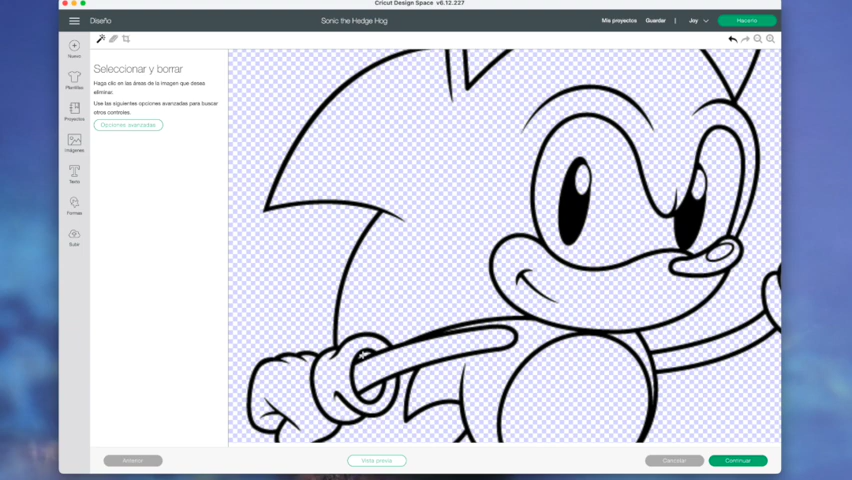 Cricut Design Space v6.12.227
Diseño
Sonic the Hedge Hog
Mis proyectos
Guardar
|
Joy
Hacerlo
Nuevo
Plantillas
Proyectos
Imágenes
Texto
Formas
Subir
Seleccionar y borrar
Haga clic en las áreas de la imagen que desea
eliminar.
Use las siguientes opciones avanzadas para buscar
otros controles.
Opciones avanzadas
Anterior
Vista previa
Cancelar
Continuar